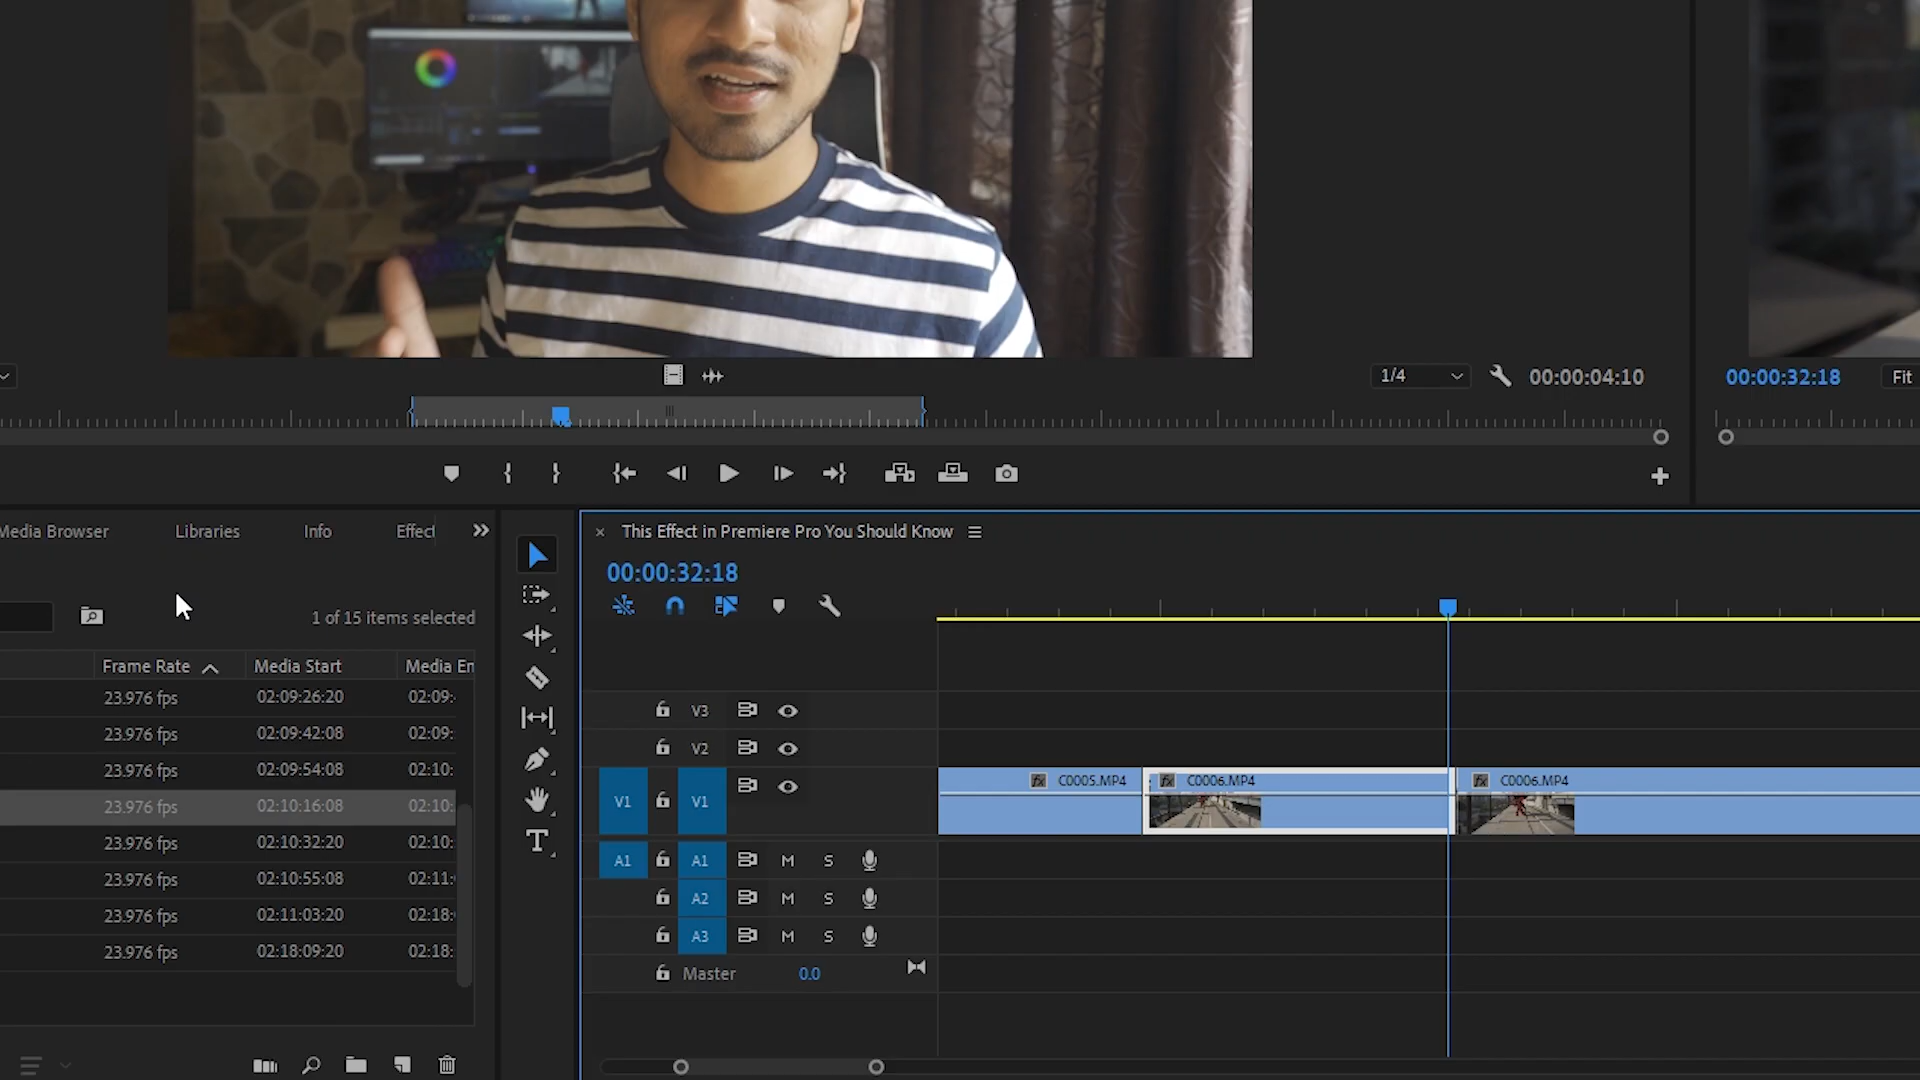 1/4
00:00:04:10
00:00:32:18
Fit
Media Browser
Libraries
Info
Effect
This Effect in Premiere Pro You Should Know
00:00:32:18
1 of 15 items selected
Frame Rate
Media Start
Media En
23.976 fps 02:09:26:20 02:09:
23.976 fps 02:09:42:08 02:09:
23.976 fps 02:09:54:08 02:10:
23.976 fps 02:10:16:08 02:10:
23.976 fps 02:10:32:20 02:10:
23.976 fps 02:10:55:08 02:11:
23.976 fps 02:11:03:20 02:18:
23.976 fps 02:18:09:20 02:18:
V3
V2
V1 V1
fx C0005.MP4
fx C0006.MP4
fx C0006.MP4
A1 A1 M S
A2 M S
A3 M S
Master 0.0